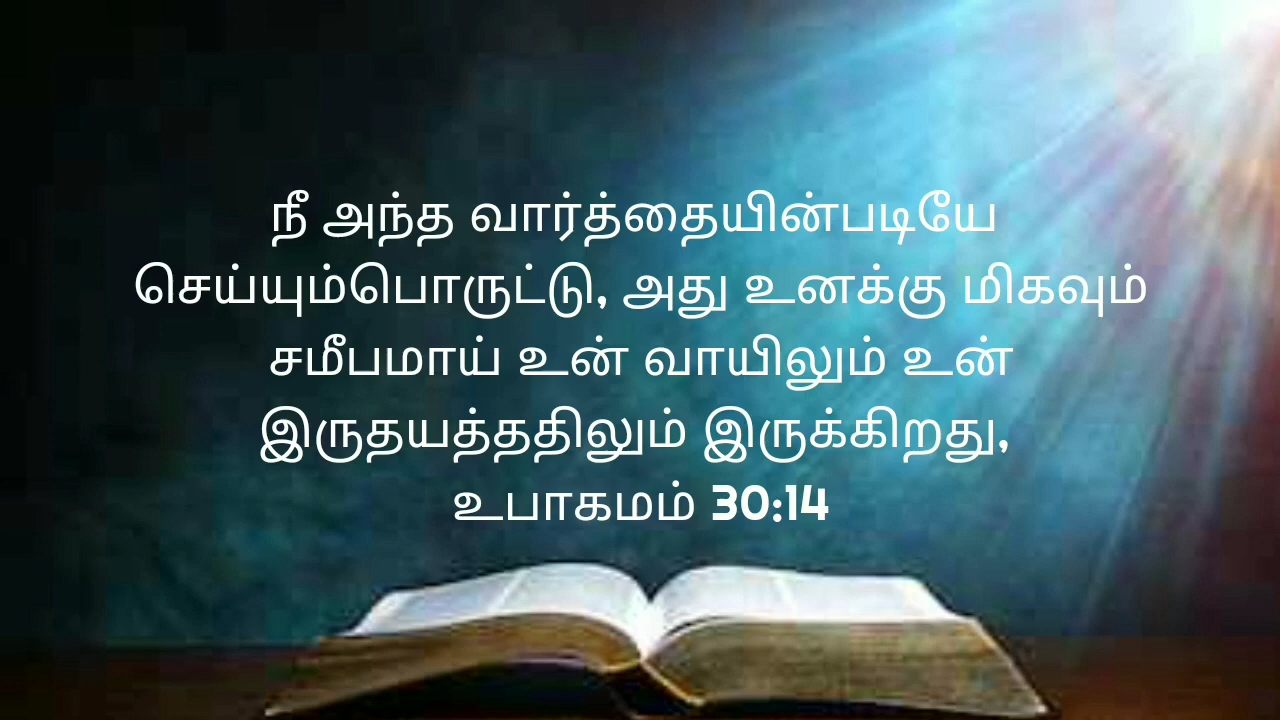 நீ அந்த வார்த்தையின்படியே
செய்யும்பொருட்டு, அது உனக்கு மிகவும்
சமீபமாய் உன் வாயிலும் உன்
இருதயத்ததிலும் இருக்கிறது,
உபாகமம் 30:14